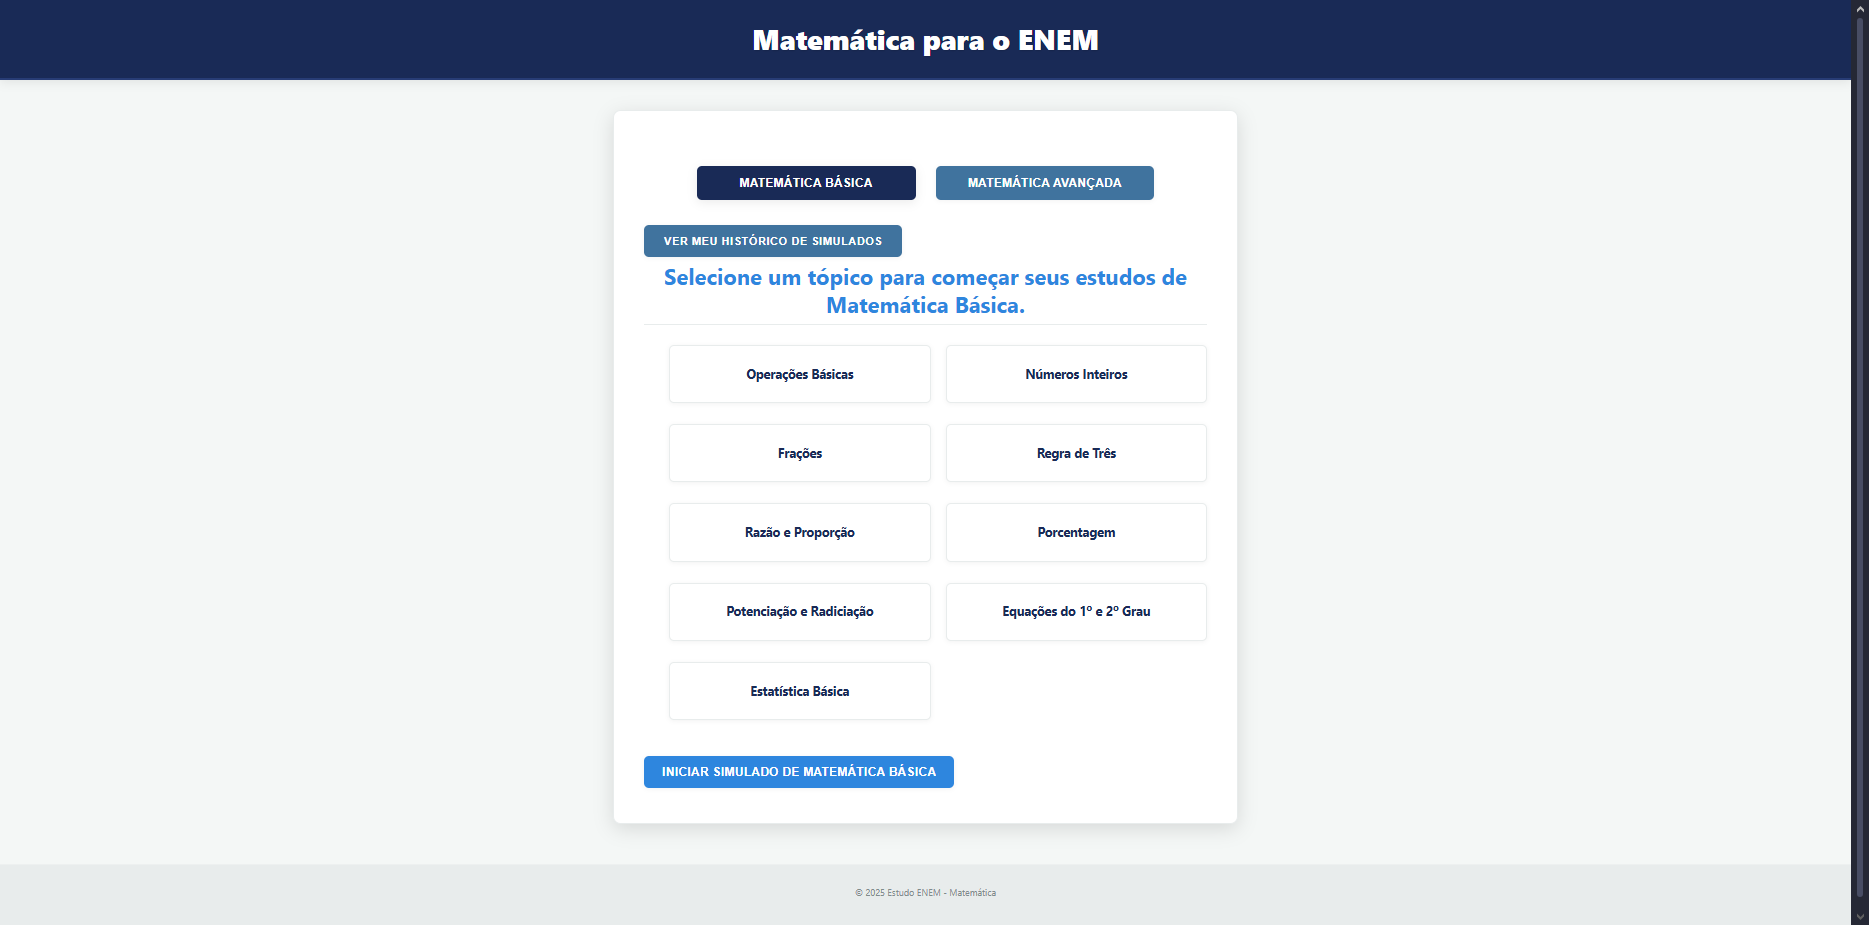 Matemática para o ENEM
MATEMÁTICA BÁSICA
MATEMÁTICA AVANÇADA
VER MEU HISTÓRICO DE SIMULADOS
Selecione um tópico para começar seus estudos de
Matemática Básica.
Operações Básicas
Números Inteiros
Frações
Regra de Três
Razão e Proporção
Porcentagem
Potenciação e Radiciação
Equações do 1º e 2º Grau
Estatística Básica
INICIAR SIMULADO DE MATEMÁTICA BÁSICA
© 2025 Estudo ENEM - Matemática